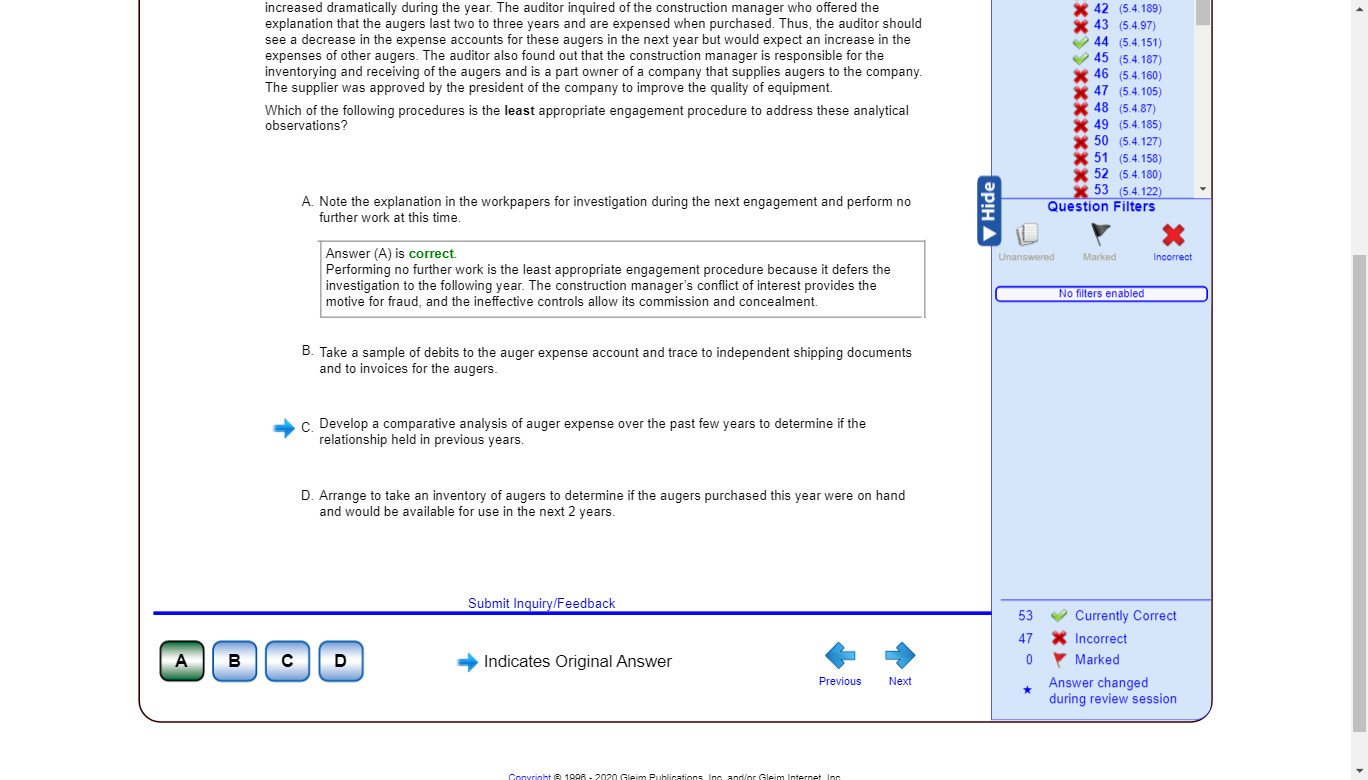 increased dramatically during the year. The auditor inquired of the construction manager who offered the
explanation that the augers last two to three years and are expensed when purchased. Thus, the auditor should
see a decrease in the expense accounts for these augers in the next year but would expect an increase in the
expenses of other augers. The auditor also found out that the construction manager is responsible for the
inventorying and receiving of the augers and is a part owner of a company that supplies augers to the company.
The supplier was approved by the president of the company to improve the quality of equipment.
Which of the following procedures is the least appropriate engagement procedure to address these analytical
observations?
A. Note the explanation in the workpapers for investigation during the next engagement and perform no
further work at this time.
Answer (A) is correct.
Performing no further work is the least appropriate engagement procedure because it defers the
investigation to the following year. The construction manager's conflict of interest provides the
motive for fraud, and the ineffective controls allow its commission and concealment.
B. Take a sample of debits to the auger expense account and trace to independent shipping documents
and to invoices for the augers.
C. Develop a comparative analysis of auger expense over the past few years to determine if the
relationship held in previous years.
D. Arrange to take an inventory of augers to determine if the augers purchased this year were on hand
and would be available for use in the next 2 years.
Submit Inquiry/Feedback
A B C D
Indicates Original Answer
Previous Next
42 (5.4.189)
43 (5.4.97)
44 (5.4.151)
45 (5.4.187)
46 (5.4.160)
47 (5.4.105)
48 (5.4.87)
49 (5.4.185)
50 (5.4.127)
51 (5.4.158)
52 (5.4.180)
53 (5.4.122)
Hide
Question Filters
Unanswered Marked Incorrect
No filters enabled
53 Currently Correct
47 Incorrect
0 Marked
Answer changed
during review session
Copyright © 1996 - 2020 Gleim Publications, Inc. and/or Gleim Internet, Inc.